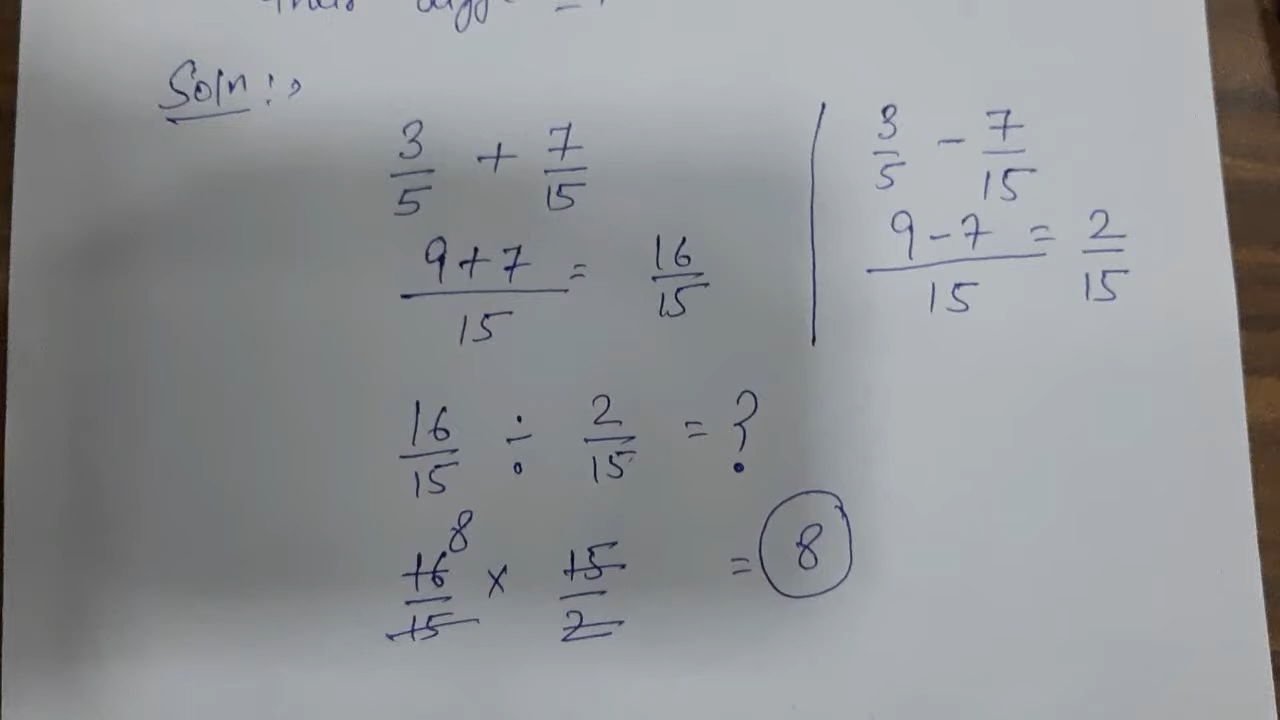 Soln:→
3/5 + 7/15
(9+7)/15 = 16/15
3/5 - 7/15
(9-7)/15 = 2/15
16/15 ÷ 2/15 = ?
16/15 8 × 15/2 = 8